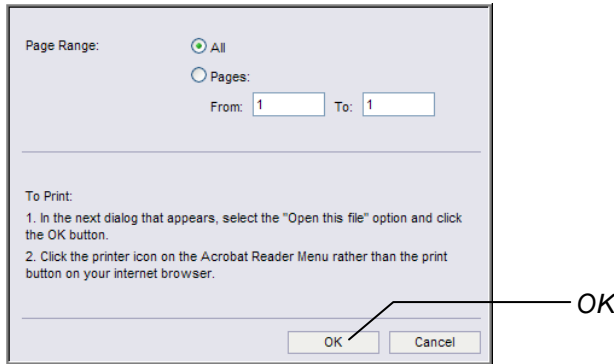 Page Range: All
Pages:
From: 1 To: 1
To Print:
1. In the next dialog that appears, select the "Open this file" option and click
the OK button.
2. Click the printer icon on the Acrobat Reader Menu rather than the print
button on your internet browser.
OK
OK Cancel